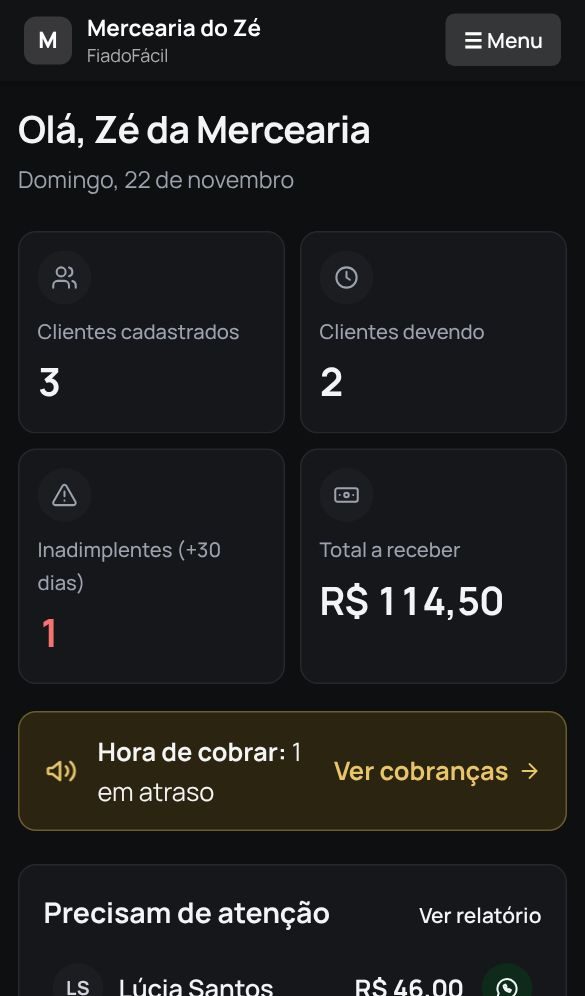 M
Mercearia do Zé
FiadoFácil
☰ Menu
Olá, Zé da Mercearia
Domingo, 22 de novembro
Clientes cadastrados
3
Clientes devendo
2
Inadimplentes (+30
dias)
1
Total a receber
R$ 114,50
Hora de cobrar: 1
em atraso
Ver cobranças →
Precisam de atenção
Ver relatório
LS
Lúcia Santos
R$ 46,00